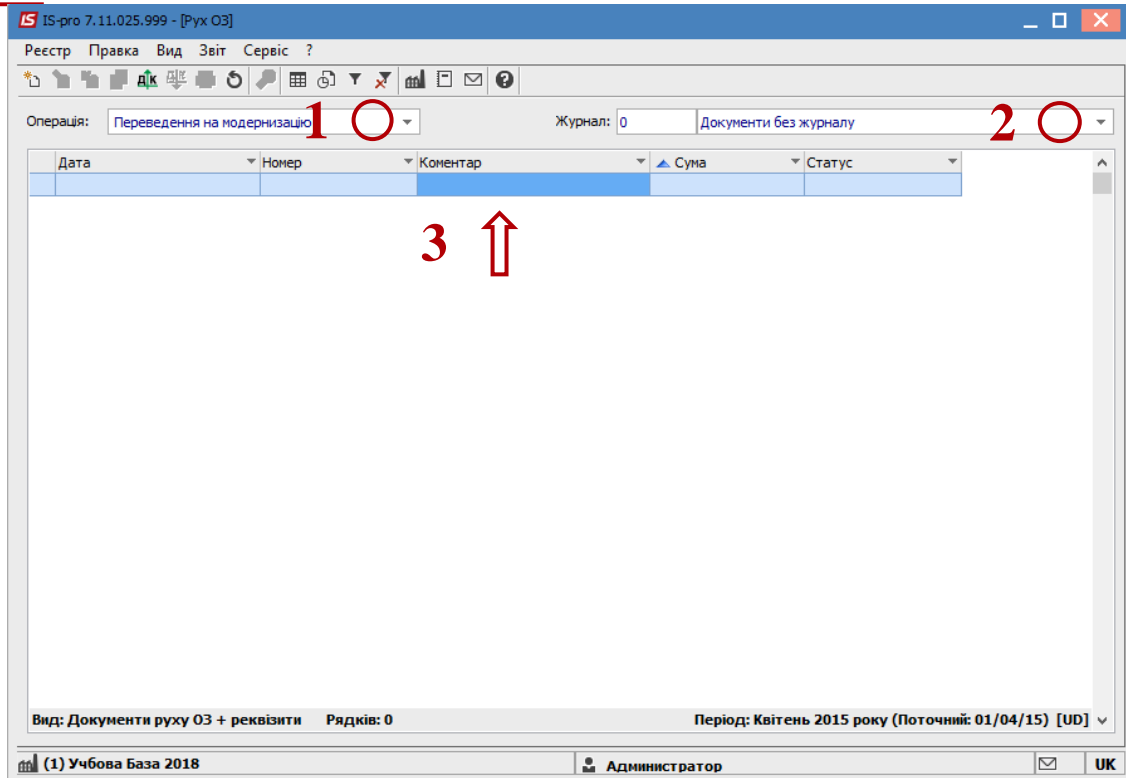 IS-pro 7.11.025.999 - [Рух ОЗ]
Реєстр Правка Вид Звіт Сервіс ?
Операція: Переведення на модернизацію 1 Журнал: 0 Документи без журналу 2
Дата Номер Коментар Сума Статус
3
Вид: Документи руху ОЗ + реквізити Рядків: 0 Період: Квітень 2015 року (Поточний: 01/04/15) [UD]
(1) Учбова База 2018 Администратор UK